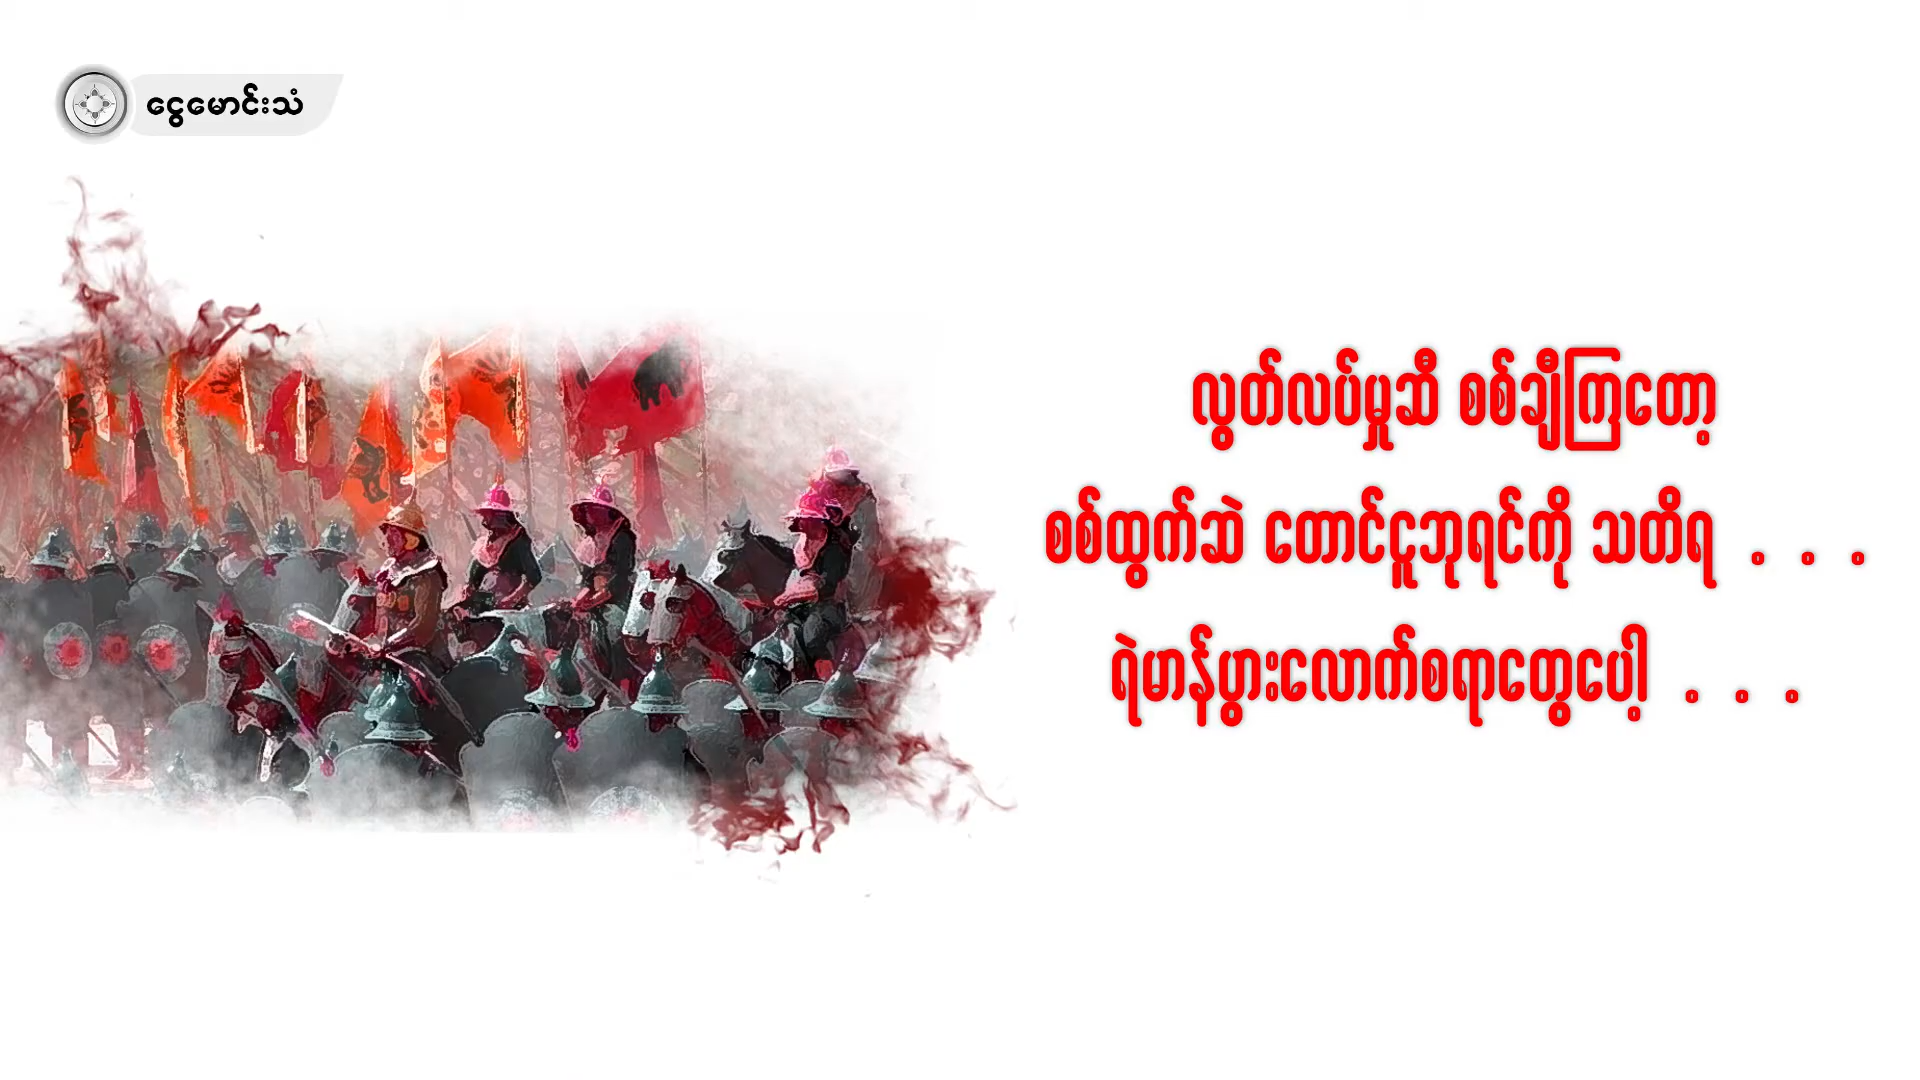 ငွေမောင်းသံ
လွတ်လပ်မှုဆီ စစ်ချီကြတော့
စစ်ထွက်ဆဲ တောင်ငူဘုရင်ကို သတိရ . . .
ရဲမာန်ပွားလောက်စရာတွေပေါ့ . . .